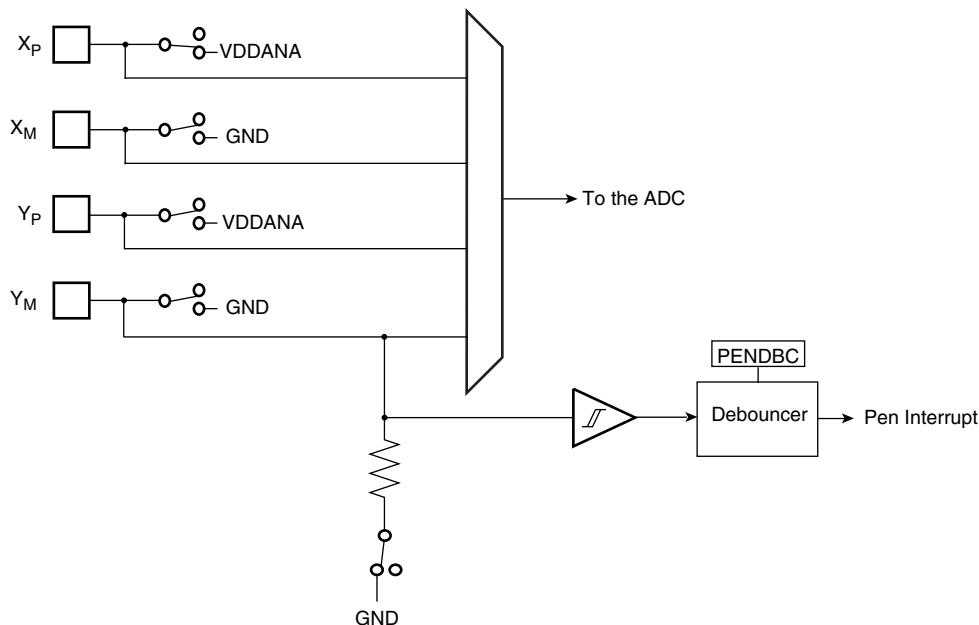 XP
VDDANA
XM
GND
To the ADC
YP
VDDANA
YM
GND
PENDBC
Debouncer
Pen Interrupt
GND